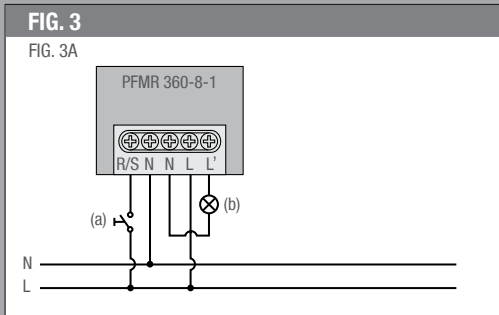 FIG. 3
FIG. 3A
PFMR 360-8-1
R/S N N L L'
(a)
(b)
N
L